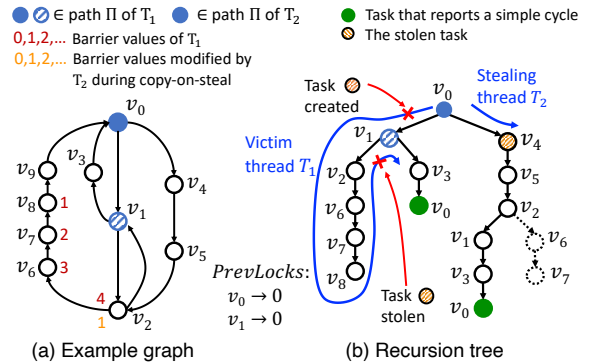 ∈ path Π of T₁
∈ path Π of T₂
0,1,2,... Barrier values of T₁
0,1,2,... Barrier values modified by
T₂ during copy-on-steal
Task that reports a simple cycle
The stolen task
v₀
v₃
v₉
v₄
v₈
1
v₁
v₇
2
v₅
v₆
3
4
1
v₂
(a) Example graph
Task
created
Stealing
thread T₂
v₀
Victim
thread T₁
v₁
v₄
v₂
v₃
v₅
v₆
v₀
v₂
v₇
v₁
v₆
v₈
v₃
v₇
v₀
PrevLocks:
v₀ → 0
v₁ → 0
Task
stolen
(b) Recursion tree